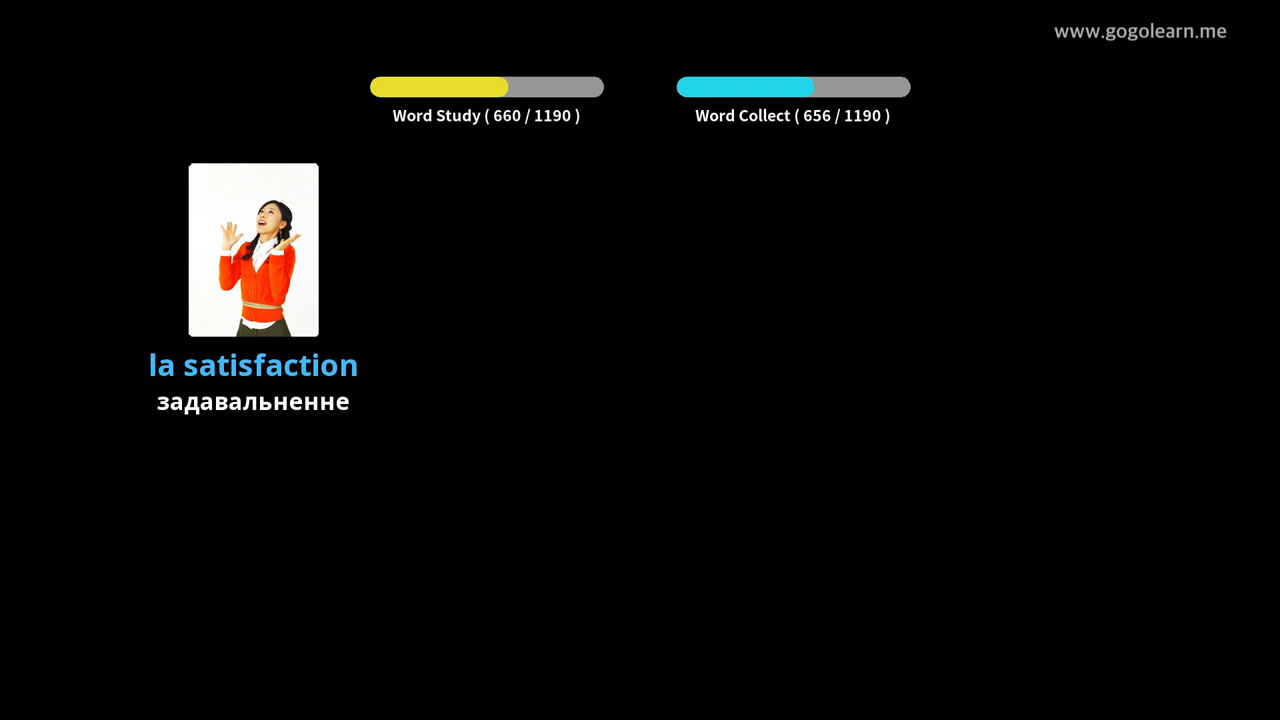 www.gogolearn.me
Word Study ( 660 / 1190 )
Word Collect ( 656 / 1190 )
la satisfaction
задавальненне